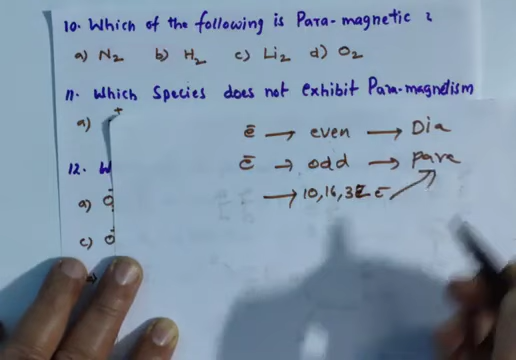 10. Which of the following is Para-magnetic ?
a) N₂ b) H₂ c) Li₂ d) O₂
11. Which Species does not exhibit Para-magnetism
a)
ē → even → Dia
ē → odd → Para
→ 10, 16, 32 ē
12. W
a) O
c) O